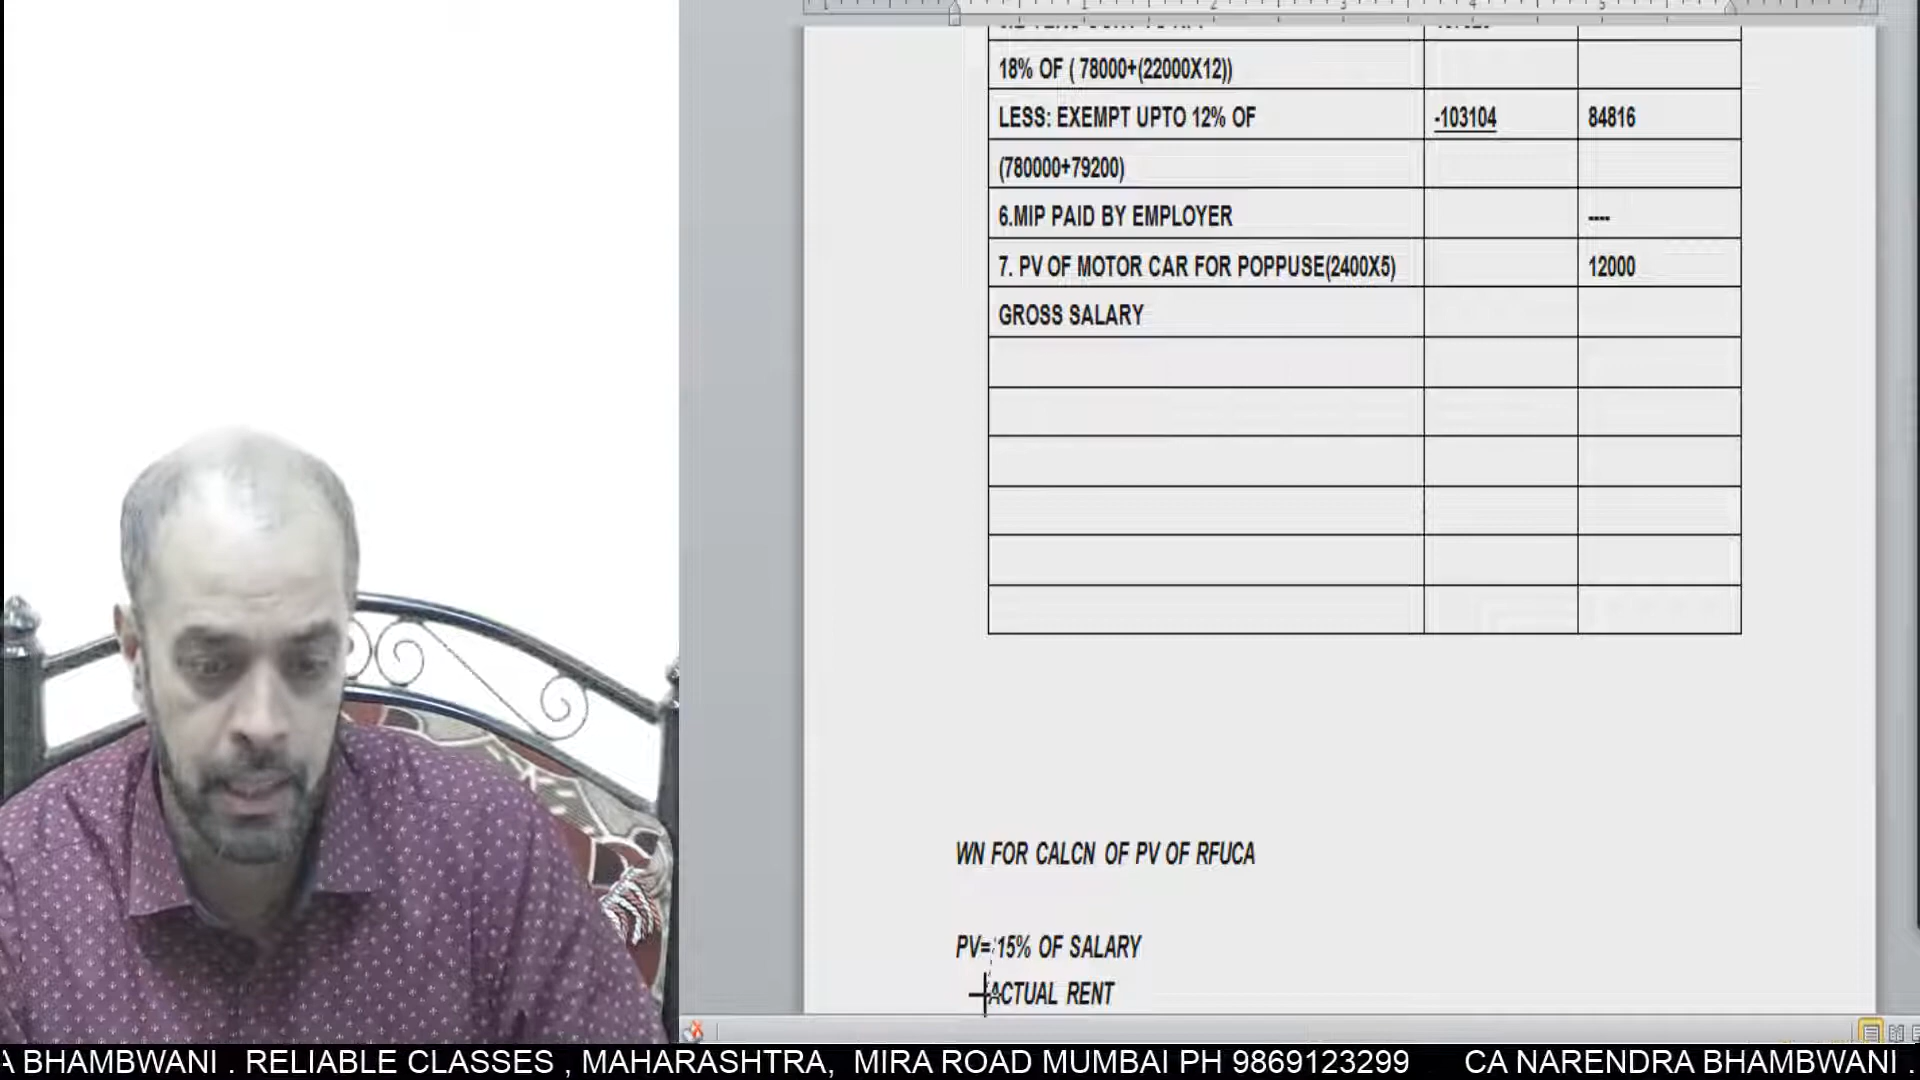 18% OF ( 78000+(22000X12))
LESS: EXEMPT UPTO 12% OF -103104 84816
(780000+79200)
6.MIP PAID BY EMPLOYER ----
7. PV OF MOTOR CAR FOR POPPUSE(2400X5) 12000
GROSS SALARY
WN FOR CALCN OF PV OF RFUCA
PV= 15% OF SALARY
ACTUAL RENT
A BHAMBWANI . RELIABLE CLASSES , MAHARASHTRA, MIRA ROAD MUMBAI PH 9869123299 CA NARENDRA BHAMBWANI .